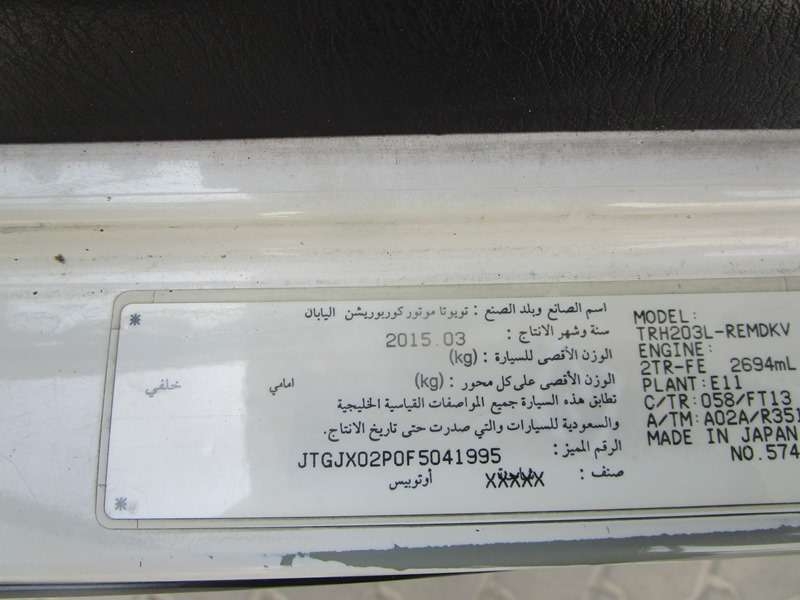 اسم الصانع وبلد الصنع : تويوتا موتور كوربوريشن اليابان
سنة وشهر الانتاج : 2015.03
الوزن الأقصى للسيارة : (kg)
الوزن الأقصى على كل محور : (kg) امامي خلفي
تطابق هذه السيارة جميع المواصفات القياسية الخليجية
والسعودية للسيارات والتي صدرت حتى تاريخ الانتاج.
الرقم المميز : JTGJX02P0F5041995
صنف : XXXXX أوتوبيس
MODEL:
TRH203L-REMDKV
ENGINE:
2TR-FE 2694mL
PLANT:E11
C/TR:058/FT13
A/TM:A02A/R351
MADE IN JAPAN
NO.574